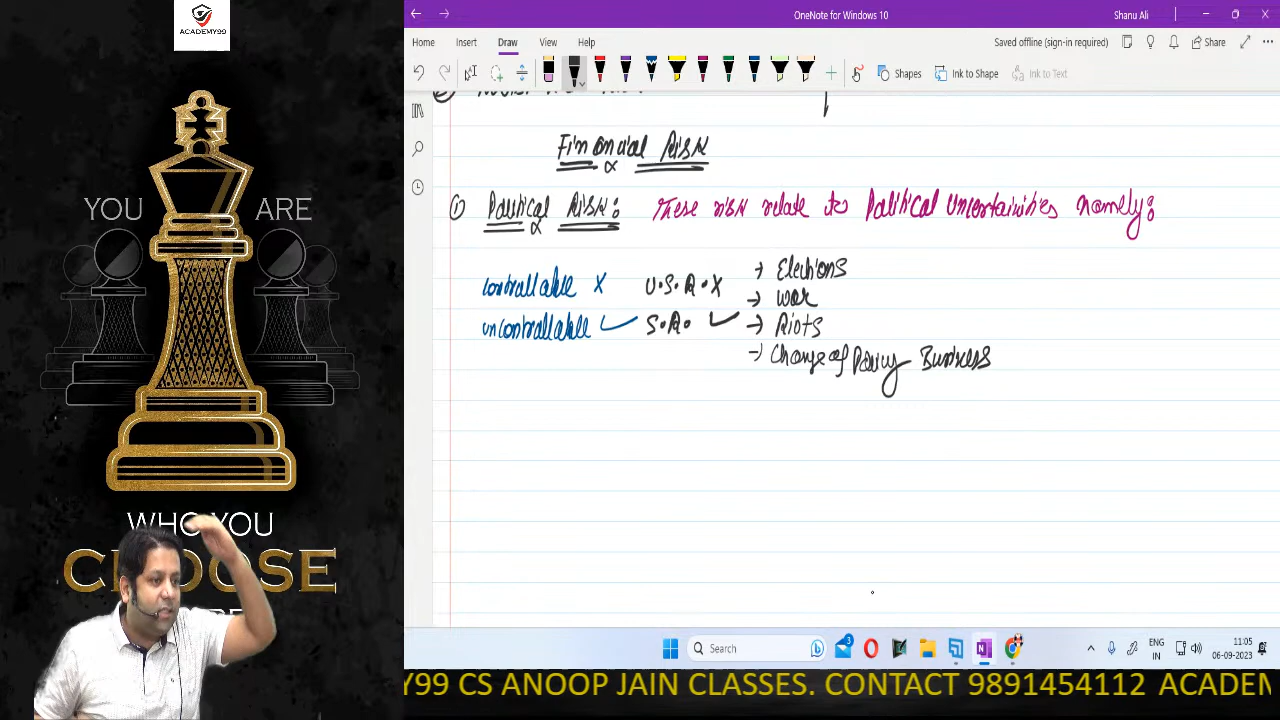 ACADEMY99
YOU ARE
WHO YOU
CHOOSE
OneNote for Windows 10
Shanu Ali
Home Insert Draw View Help
Saved offline (sign-in required)
Share
Shapes
Ink to Shape
Ink to Text
Financial Risk
① Political Risk: These risk relate to Political Uncertainities namely:
controllable X U.S.R.X → Elections
→ war
uncontrollable ✓ S.R. ✓ → Riots
→ Change of Policy Business
Search
3
ENG
IN
11:05
06-09-2023
Y99 CS ANOOP JAIN CLASSES. CONTACT 9891454112 ACADEM